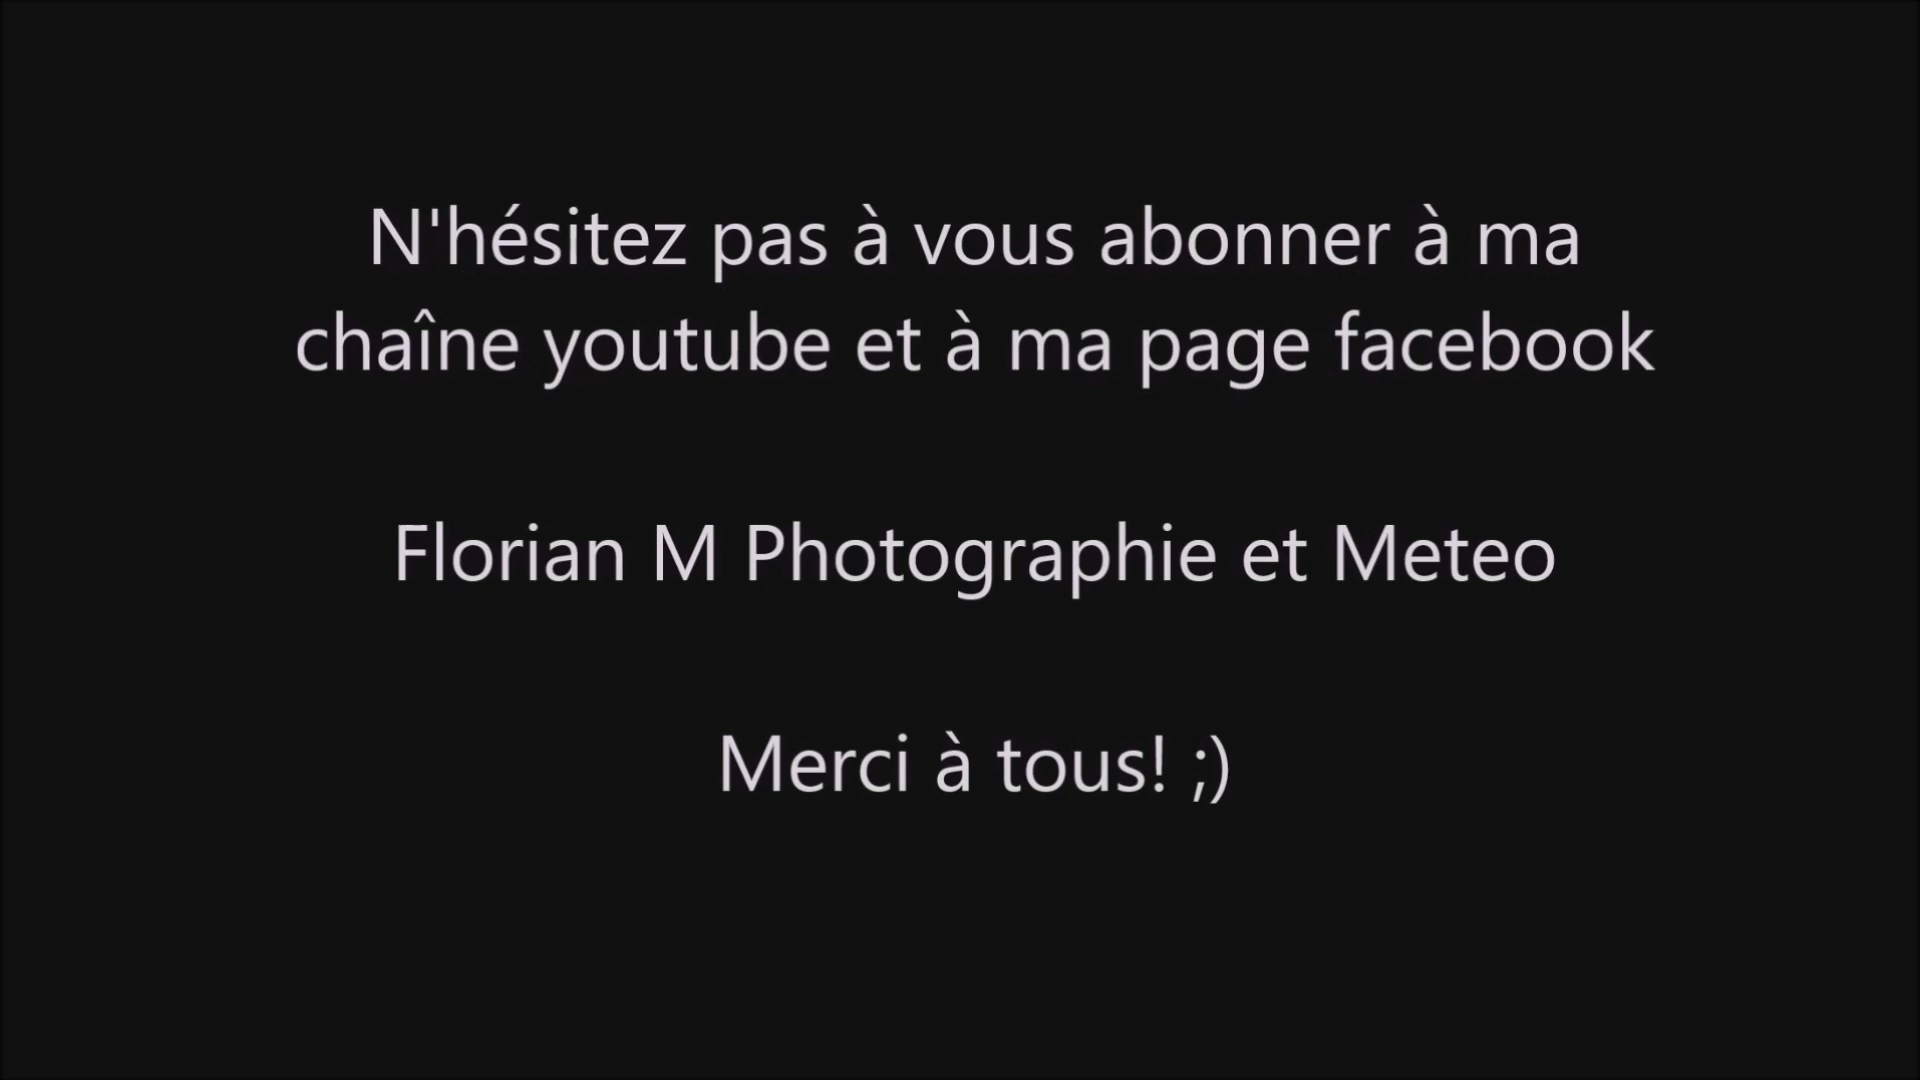 N'hésitez pas à vous abonner à ma
chaîne youtube et à ma page facebook
Florian M Photographie et Meteo
Merci à tous! ;)